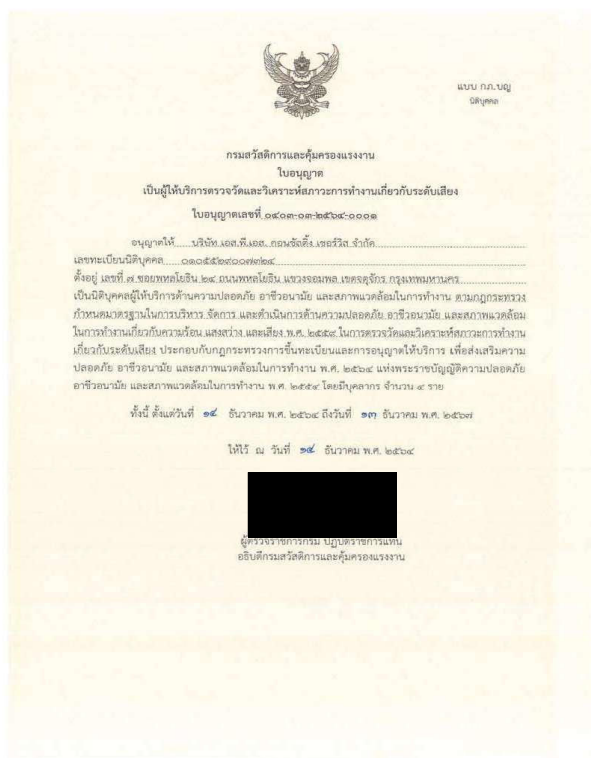 แบบ กภ.บญ
นิติบุคคล
กรมสวัสดิการและคุ้มครองแรงงาน
ใบอนุญาต
เป็นผู้ให้บริการตรวจวัดและวิเคราะห์สภาวะการทำงานเกี่ยวกับระดับเสียง
ใบอนุญาตเลขที่ ๐๔๐๓-๐๓-๒๕๖๔-๐๐๐๑
อนุญาตให้ บริษัท เอส.พี.เอส. คอนซัลติ้ง เซอร์วิส จำกัด
เลขทะเบียนนิติบุคคล ๐๑๐๕๕๒๙๐๐๗๓๒๔
ตั้งอยู่ เลขที่ ๗ ซอยพหลโยธิน ๒๔ ถนนพหลโยธิน แขวงจอมพล เขตจตุจักร กรุงเทพมหานคร
เป็นนิติบุคคลผู้ให้บริการด้านความปลอดภัย อาชีวอนามัย และสภาพแวดล้อมในการทำงาน ตามกฎกระทรวง
กำหนดมาตรฐานในการบริหาร จัดการ และดำเนินการด้านความปลอดภัย อาชีวอนามัย และสภาพแวดล้อม
ในการทำงานเกี่ยวกับความร้อน แสงสว่าง และเสียง พ.ศ. ๒๕๕๙ ในการตรวจวัดและวิเคราะห์สภาวะการทำงาน
เกี่ยวกับระดับเสียง ประกอบกับกฎกระทรวงการขึ้นทะเบียนและการอนุญาตให้บริการ เพื่อส่งเสริมความ
ปลอดภัย อาชีวอนามัย และสภาพแวดล้อมในการทำงาน พ.ศ. ๒๕๖๔ แห่งพระราชบัญญัติความปลอดภัย
อาชีวอนามัย และสภาพแวดล้อมในการทำงาน พ.ศ. ๒๕๕๔ โดยมีบุคลากร จำนวน ๙ ราย
ทั้งนี้ ตั้งแต่วันที่ ๑๔ ธันวาคม พ.ศ. ๒๕๖๔ ถึงวันที่ ๑๓ ธันวาคม พ.ศ. ๒๕๖๗
ให้ไว้ ณ วันที่ ๑๔ ธันวาคม พ.ศ. ๒๕๖๔
ผู้ตรวจราชการกรม ปฏิบัติราชการแทน
อธิบดีกรมสวัสดิการและคุ้มครองแรงงาน